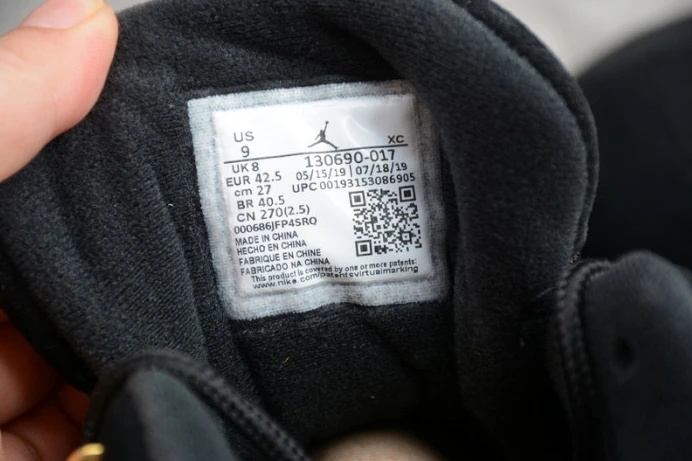 US
9
XC
UK 8
130690-017
EUR 42.5
05/15/19 | 07/18/19
cm 27
UPC 00193153086905
BR 40.5
CN 270(2.5)
000686JFP4SRO
MADE IN CHINA
HECHO EN CHINA
FABRIQUE EN CHINE
FABRICADO NA CHINA
This product is covered by one or more patents:
www.nike.com/patentsvirtualmarking